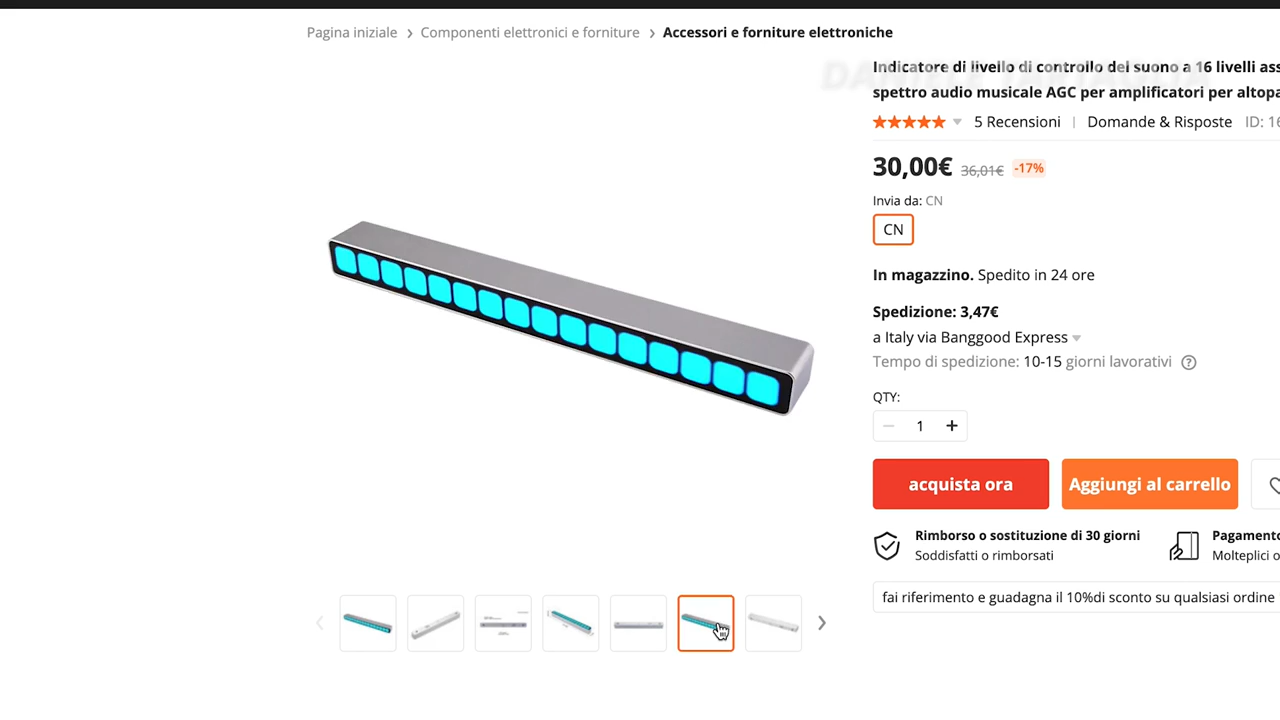 Pagina iniziale > Componenti elettronici e forniture > Accessori e forniture elettroniche
Indicatore di livello di controllo del suono a 16 livelli
spettro audio musicale AGC per amplificatori per
5 Recensioni | Domande & Risposte ID:
30,00€ 36,01€ -17%
Invia da: CN
CN
In magazzino. Spedito in 24 ore
Spedizione: 3,47€
a Italy via Banggood Express
Tempo di spedizione: 10-15 giorni lavorativi ?
QTY:
1
acquista ora Aggiungi al carrello
Rimborso o sostituzione di 30 giorni
Soddisfatti o rimborsati
Pagamento
Molteplici
fai riferimento e guadagna il 10%di sconto su qualsiasi ordine